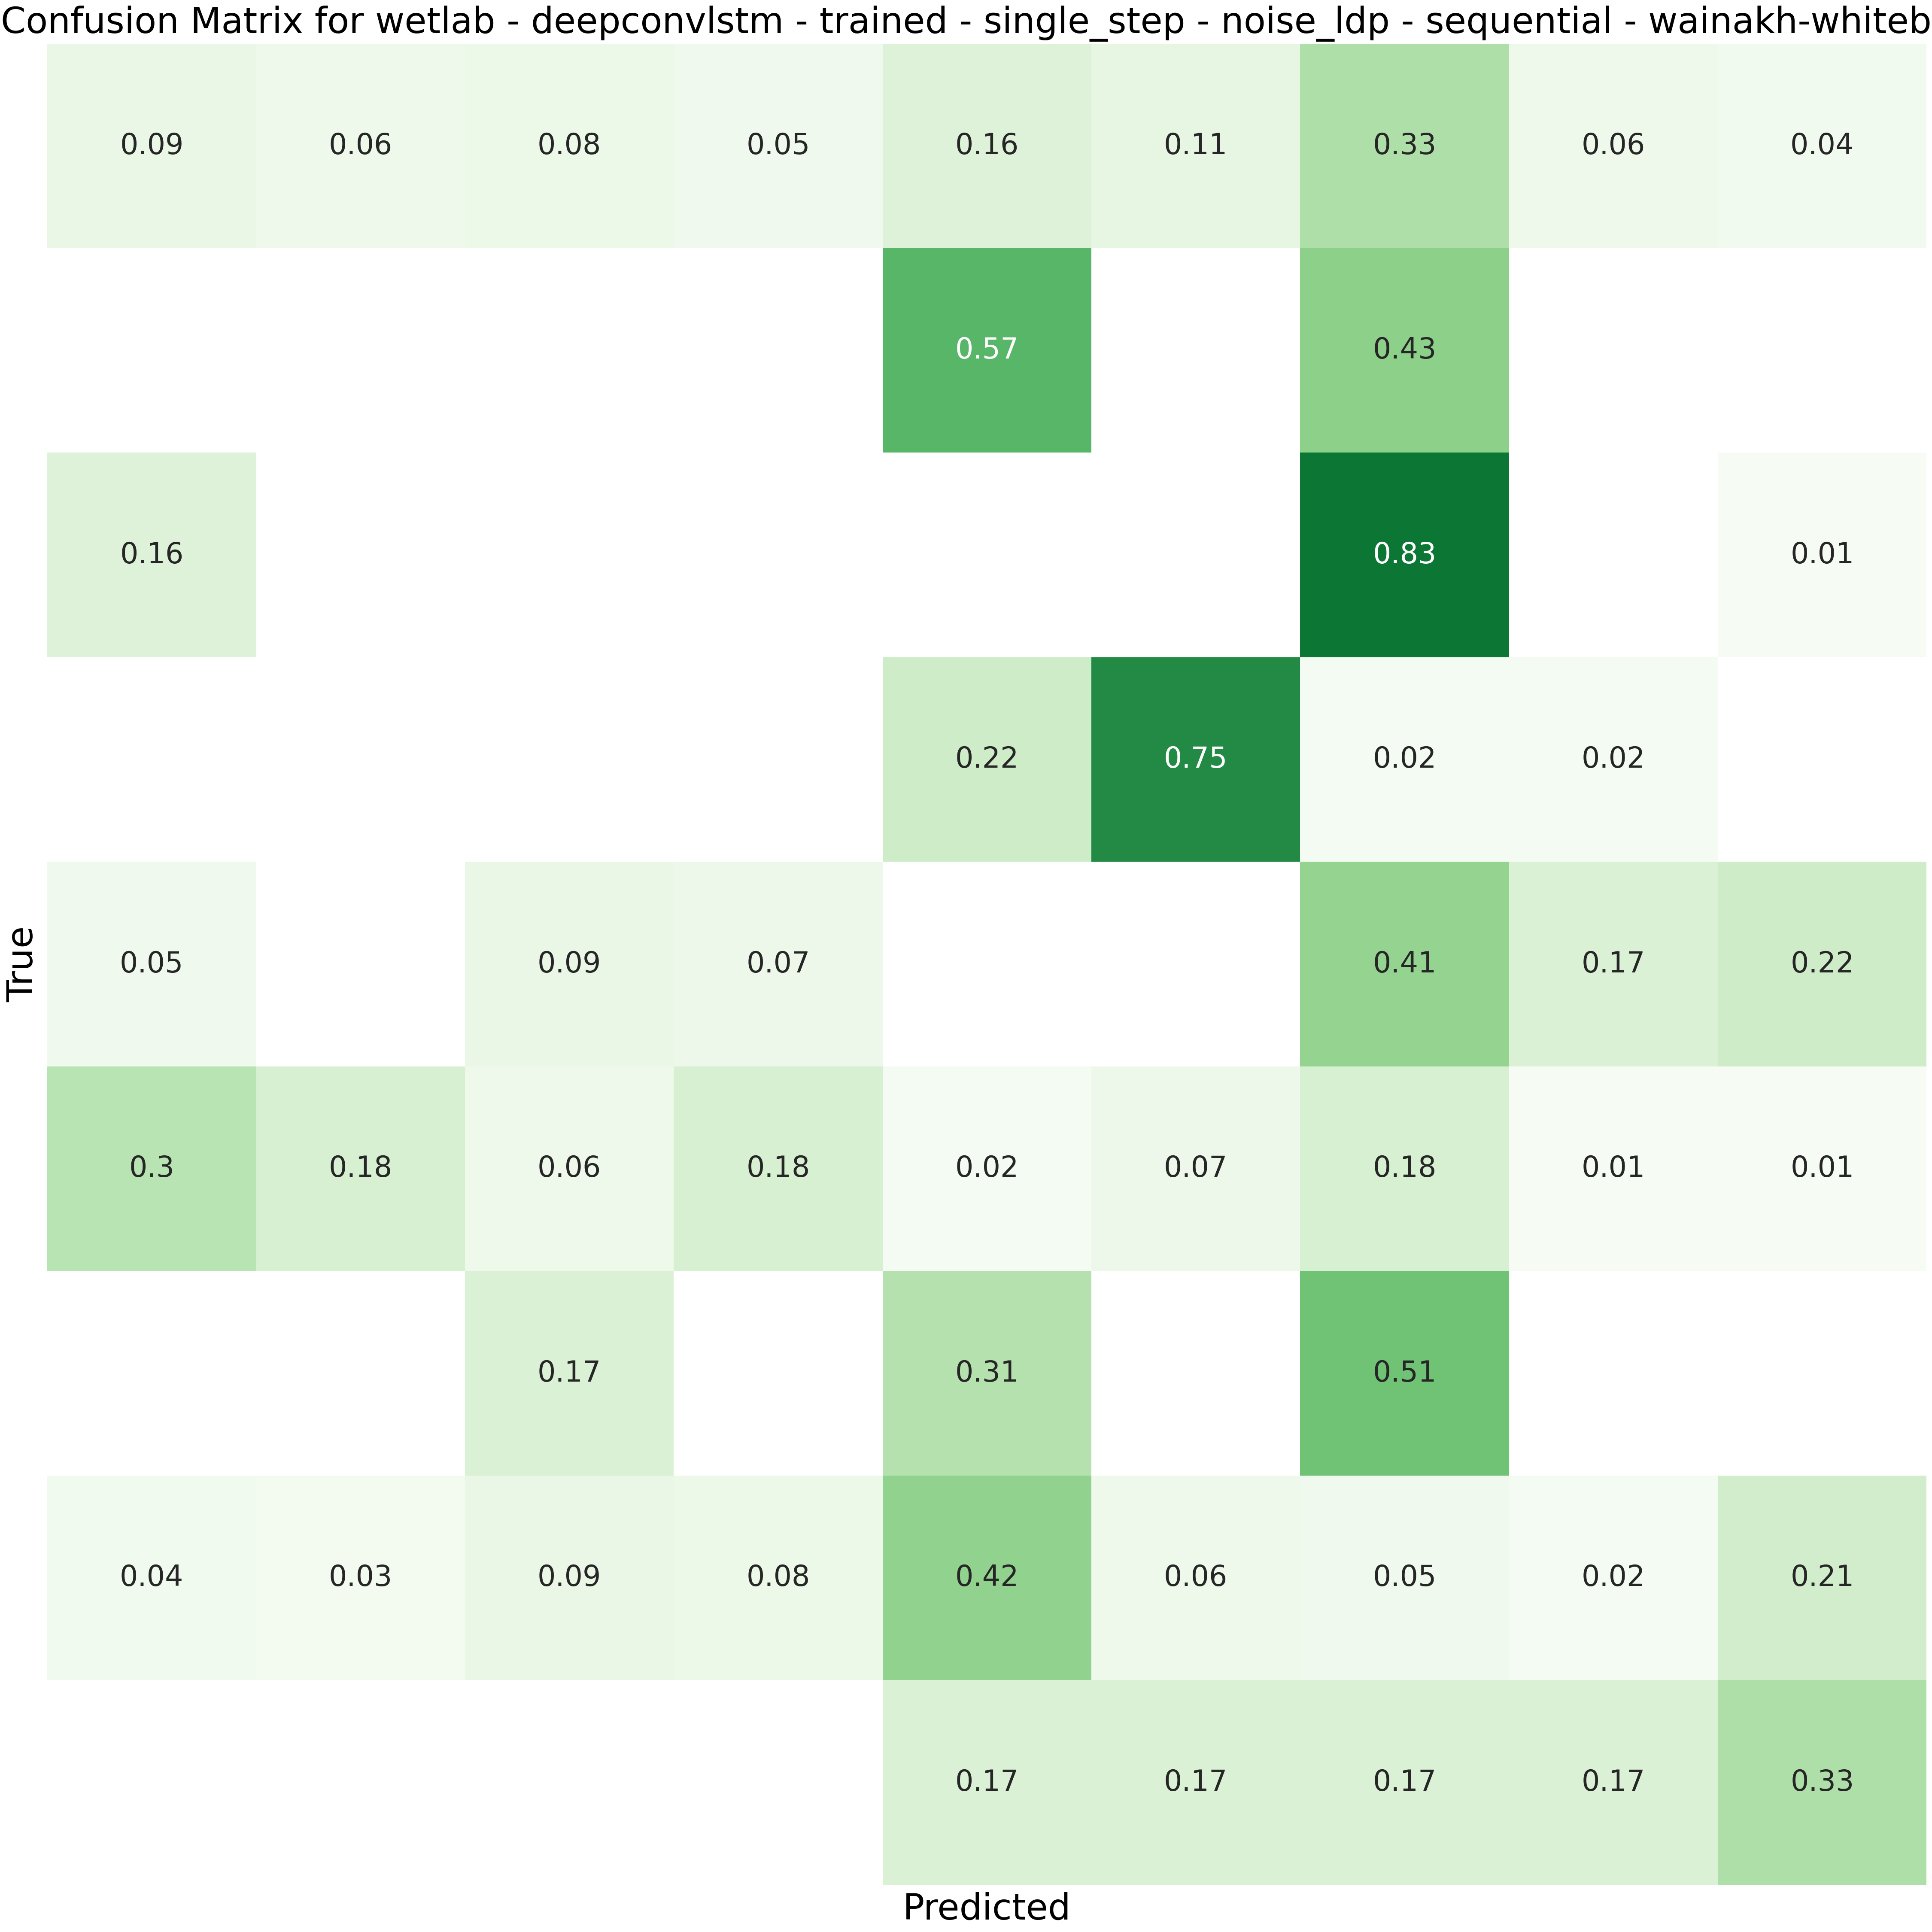 Confusion Matrix for wetlab - deepconvlstm - trained - single_step - noise_ldp - sequential - wainakh-whiteb
0.09 0.06 0.08 0.05 0.16 0.11 0.33 0.06 0.04
0.57 0.43
0.16 0.83 0.01
0.22 0.75 0.02 0.02
True
0.05 0.09 0.07 0.41 0.17 0.22
0.3 0.18 0.06 0.18 0.02 0.07 0.18 0.01 0.01
0.17 0.31 0.51
0.04 0.03 0.09 0.08 0.42 0.06 0.05 0.02 0.21
0.17 0.17 0.17 0.17 0.33
Predicted